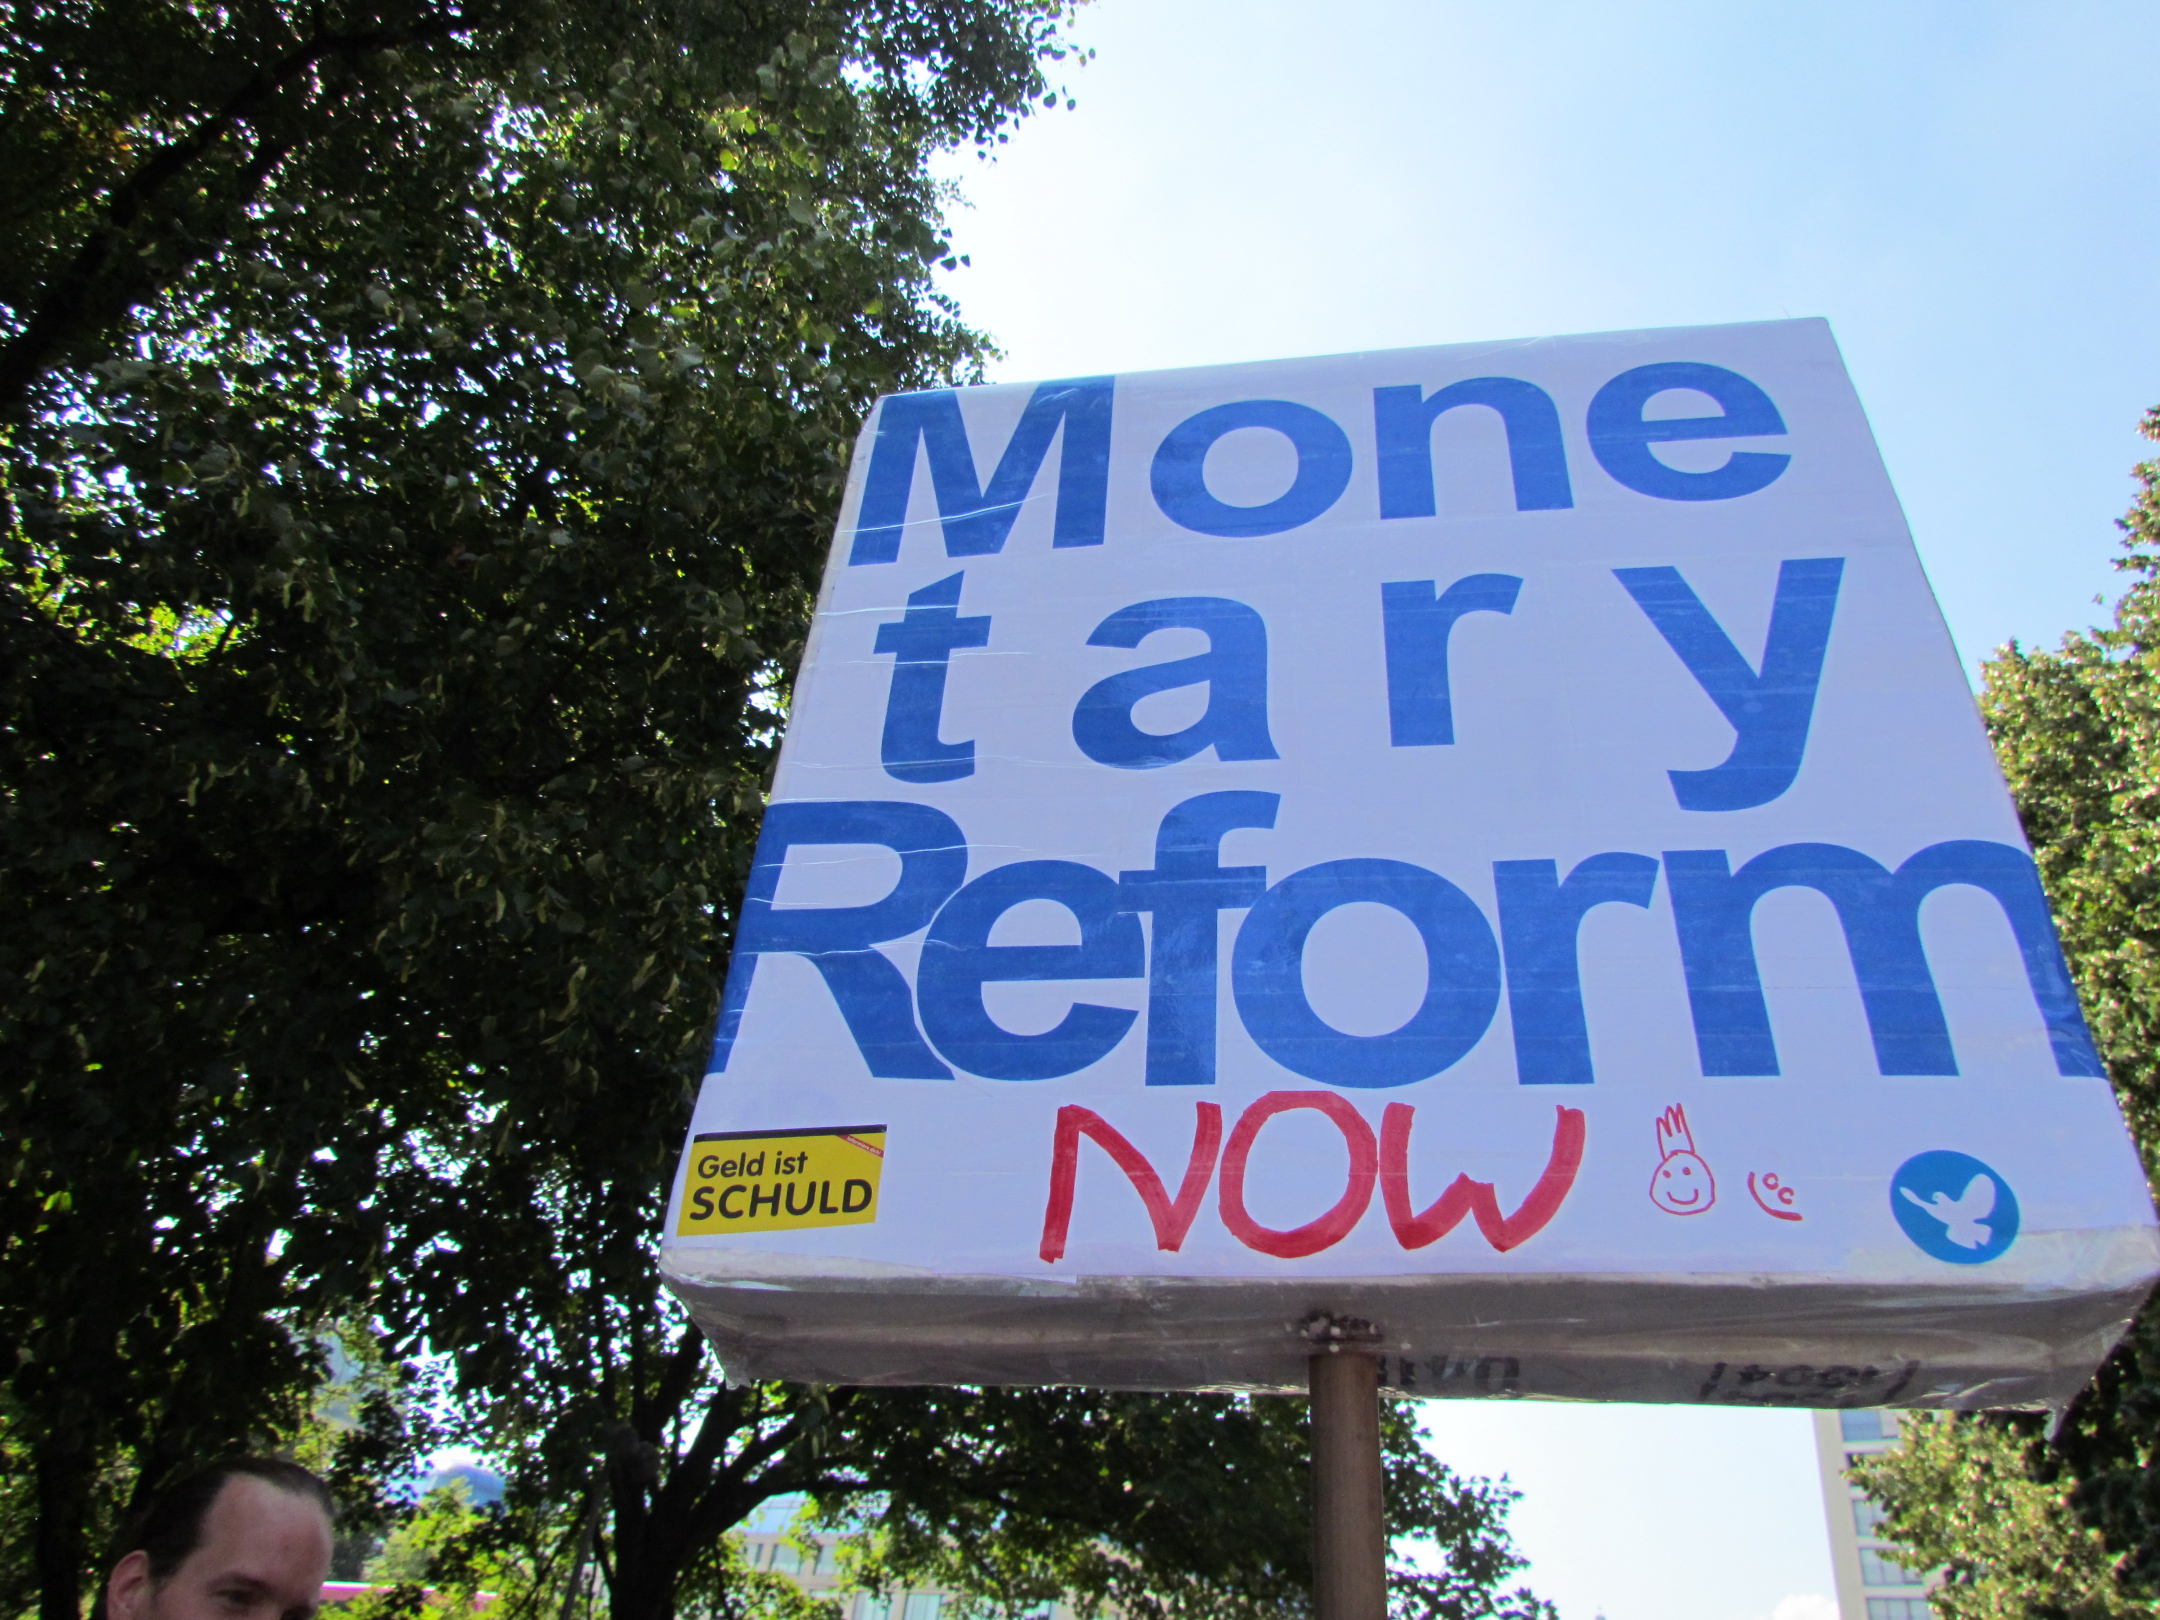 Mone
tary
Reform
NOW
Geld ist
SCHULD